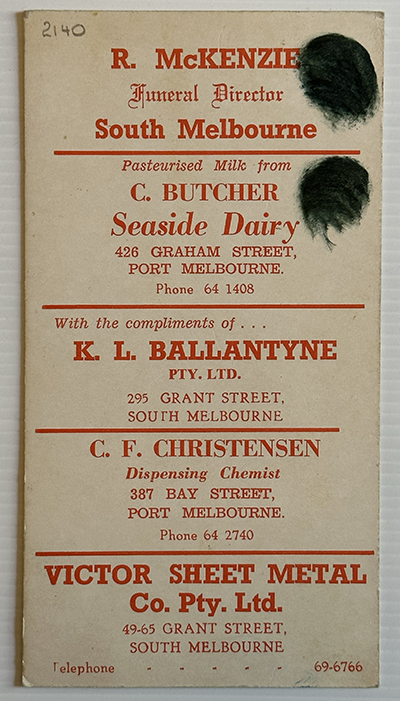 2140
R. McKENZIE
Funeral Director
South Melbourne
Pasteurised Milk from
C. BUTCHER
Seaside Dairy
426 GRAHAM STREET,
PORT MELBOURNE.
Phone 64 1408
With the compliments of . . .
K. L. BALLANTYNE
PTY. LTD.
295 GRANT STREET,
SOUTH MELBOURNE
C. F. CHRISTENSEN
Dispensing Chemist
387 BAY STREET,
PORT MELBOURNE.
Phone 64 2740
VICTOR SHEET METAL
Co. Pty. Ltd.
49-65 GRANT STREET,
SOUTH MELBOURNE
Telephone - - - - - 69-6766